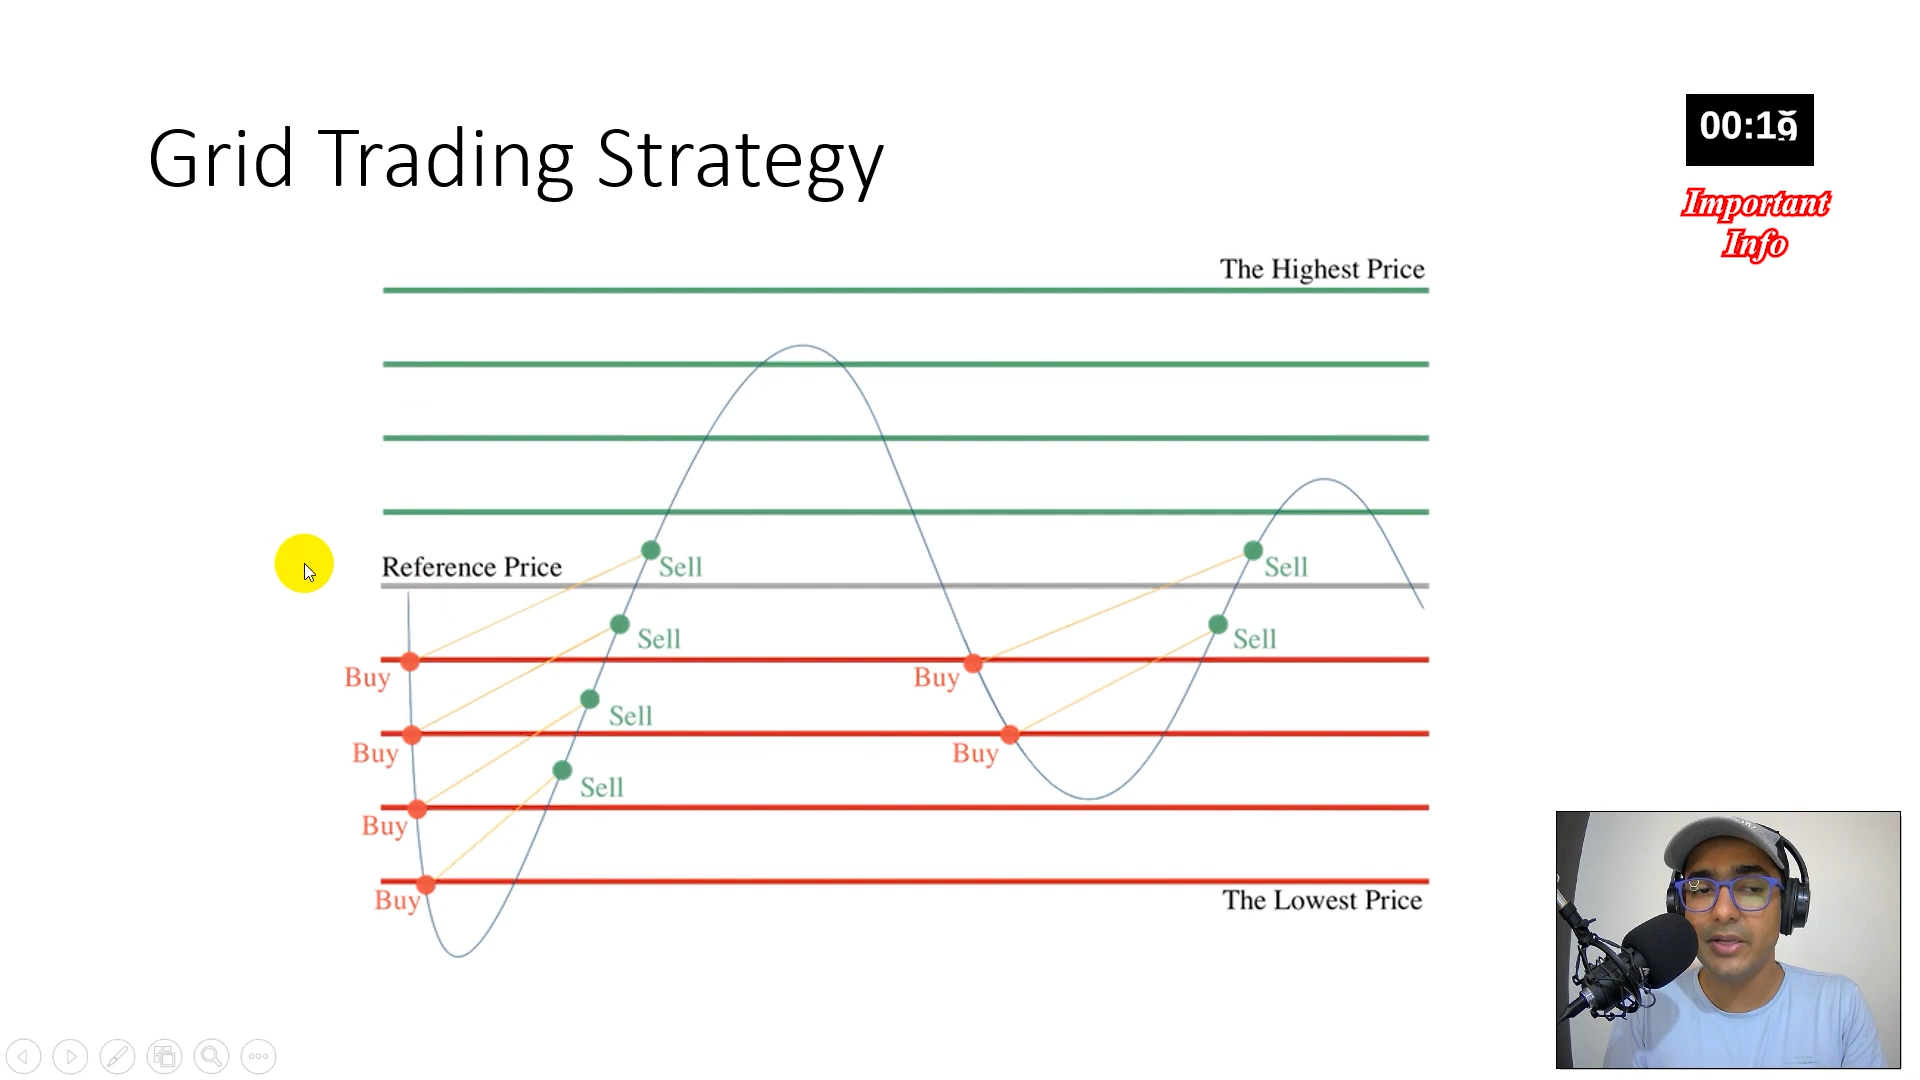 Grid Trading Strategy
00:19
Important
Info
The Highest Price
Reference Price
Sell
Sell
Sell
Sell
Buy
Buy
Sell
Sell
Buy
Buy
Buy
Buy
The Lowest Price